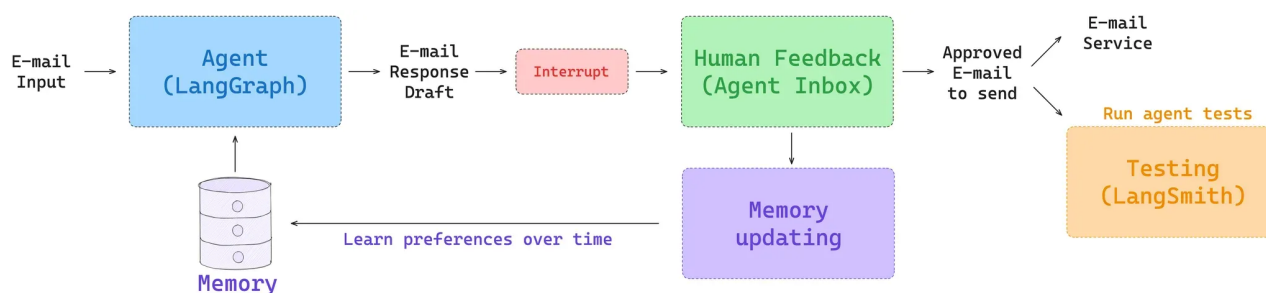 E-mail
Input
Agent
(LangGraph)
E-mail
Response
Draft
Interrupt
Human Feedback
(Agent Inbox)
Approved
E-mail
to send
E-mail
Service
Run agent tests
Testing
(LangSmith)
Memory
updating
Learn preferences over time
Memory